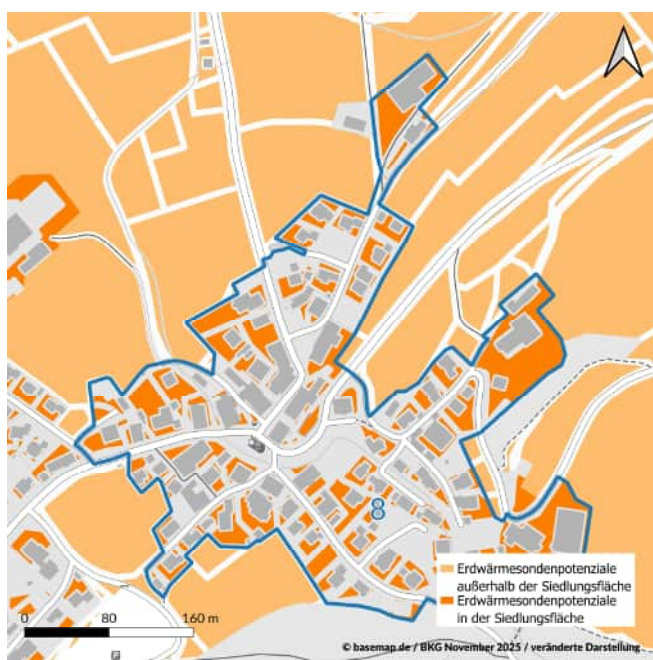 8
Erdwärmesondenpotenziale
außerhalb der Siedlungsfläche
Erdwärmesondenpotenziale
in der Siedlungsfläche
0 80 160 m
© basemap.de / BKG November 2025 / veränderte Darstellung